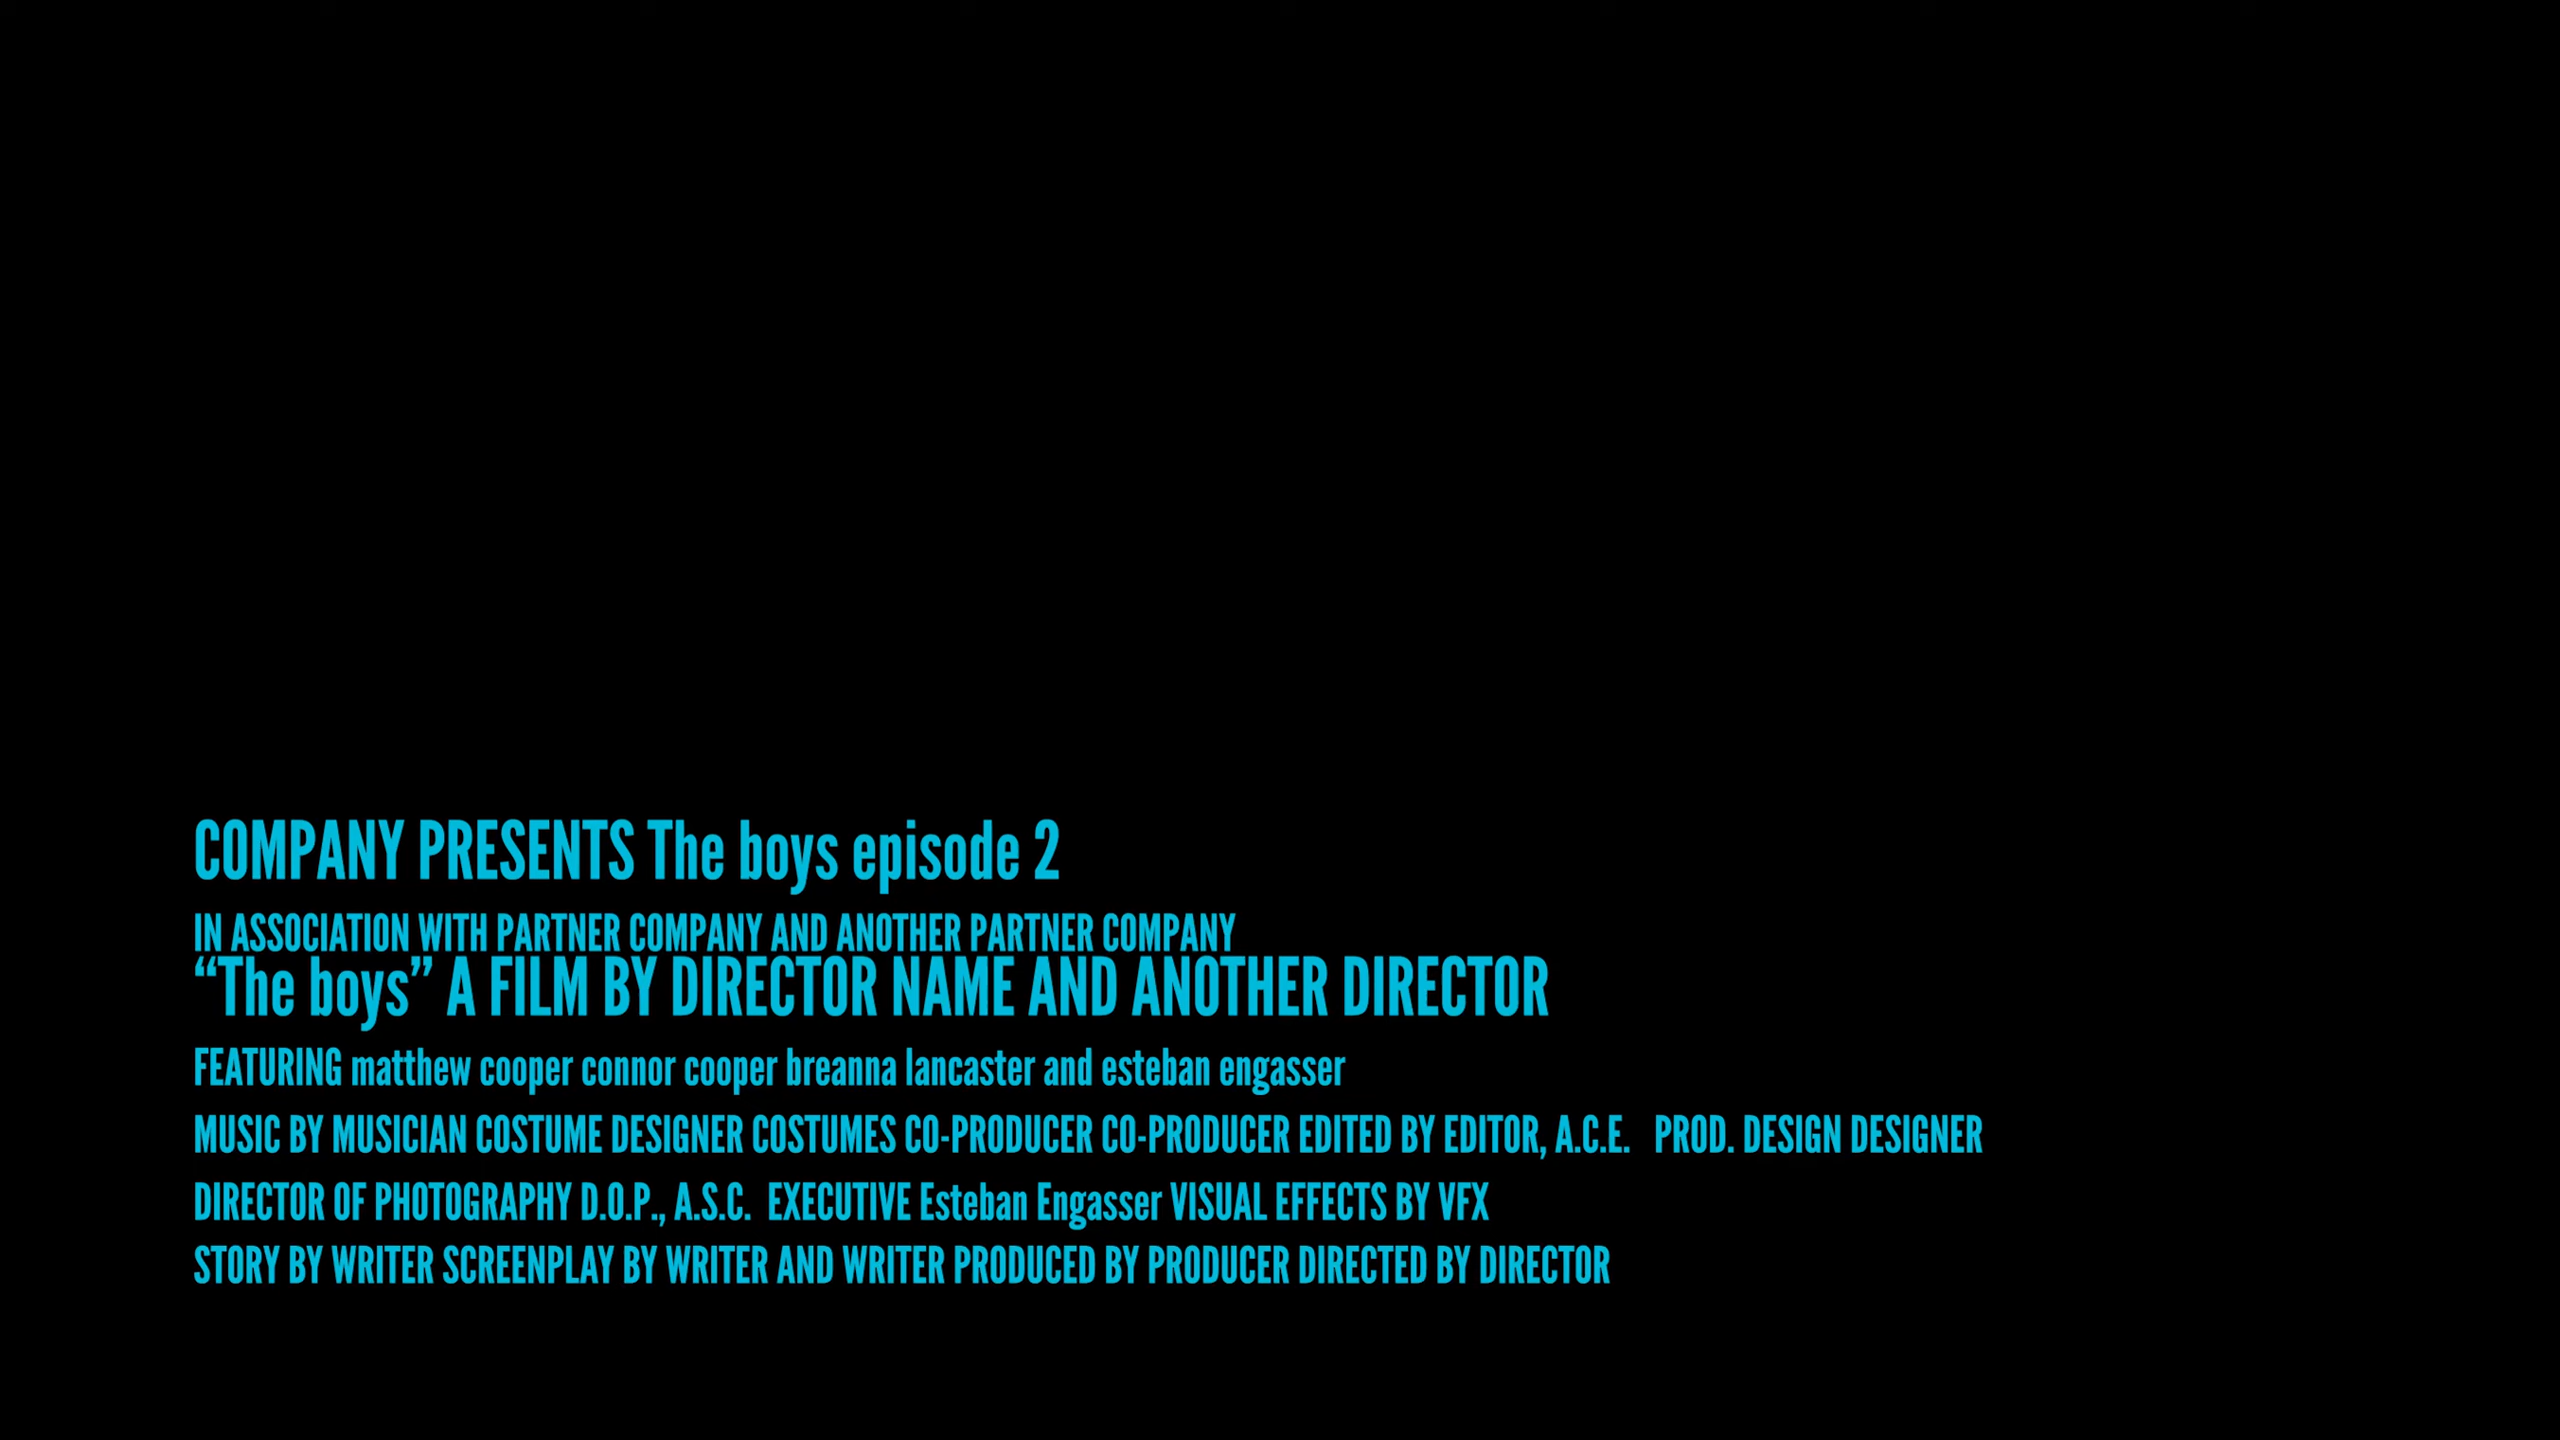 COMPANY PRESENTS The boys episode 2
IN ASSOCIATION WITH PARTNER COMPANY AND ANOTHER PARTNER COMPANY
“The boys” A FILM BY DIRECTOR NAME AND ANOTHER DIRECTOR
FEATURING matthew cooper connor cooper breanna lancaster and esteban engasser
MUSIC BY MUSICIAN COSTUME DESIGNER COSTUMES CO-PRODUCER CO-PRODUCER EDITED BY EDITOR, A.C.E. PROD. DESIGN DESIGNER
DIRECTOR OF PHOTOGRAPHY D.O.P., A.S.C. EXECUTIVE Esteban Engasser VISUAL EFFECTS BY VFX
STORY BY WRITER SCREENPLAY BY WRITER AND WRITER PRODUCED BY PRODUCER DIRECTED BY DIRECTOR